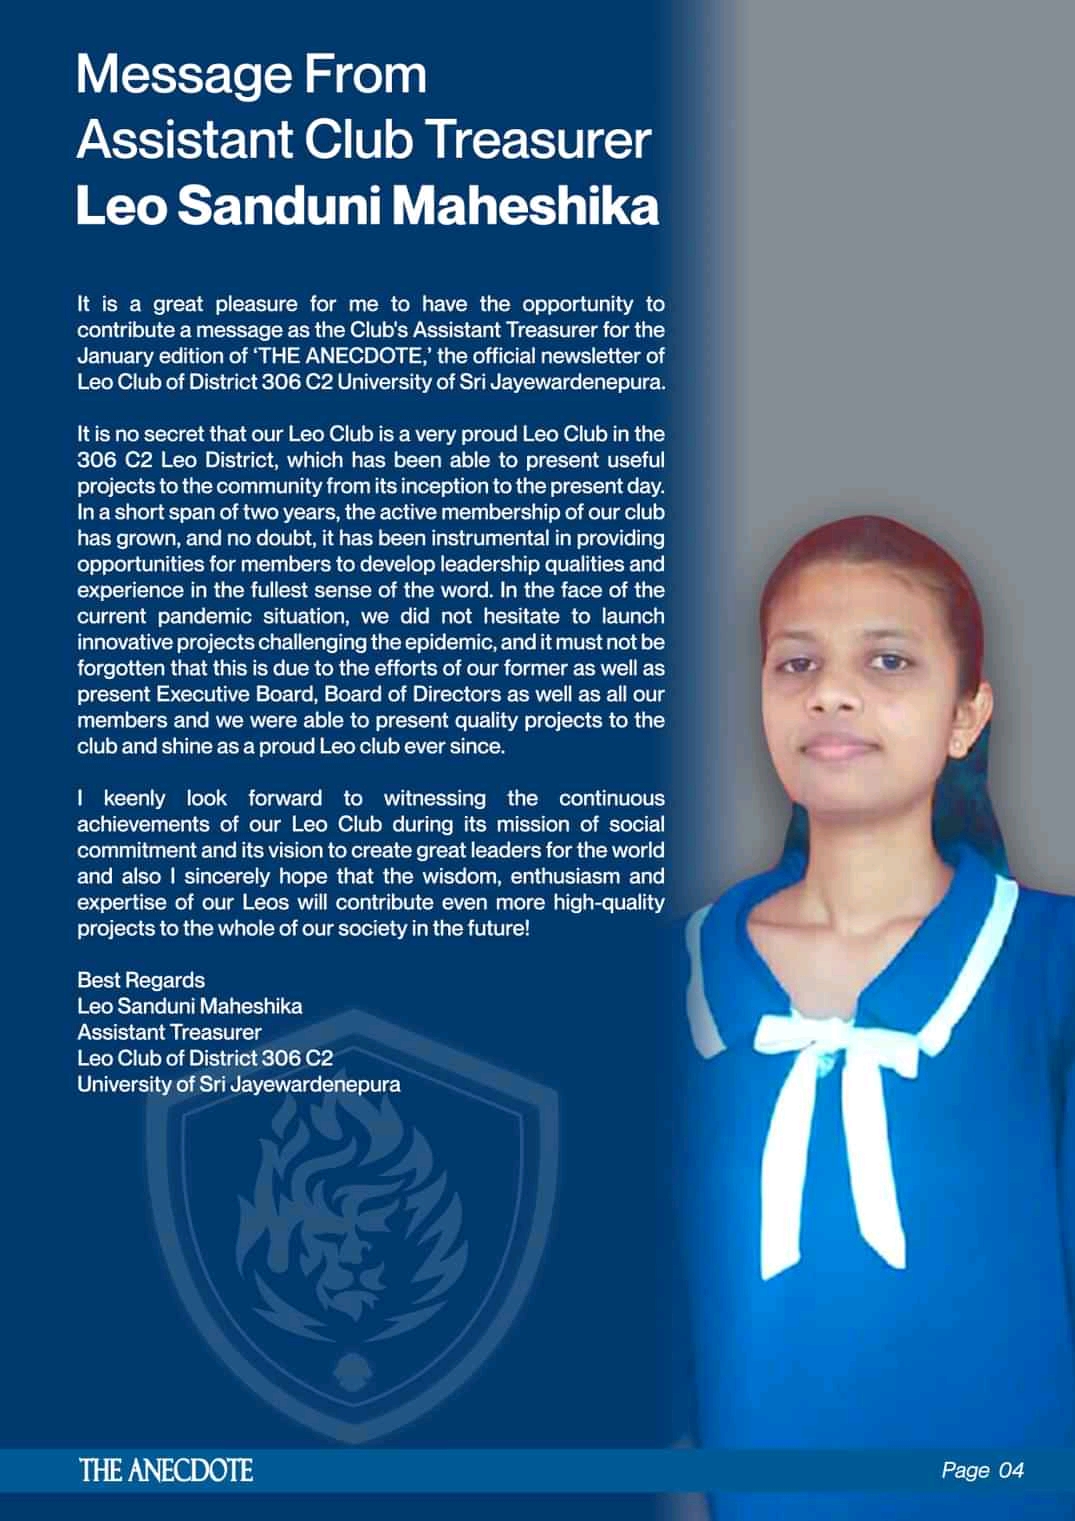 Message From
Assistant Club Treasurer
Leo Sanduni Maheshika
It is a great pleasure for me to have the opportunity to
contribute a message as the Club's Assistant Treasurer for the
January edition of ‘THE ANECDOTE,’ the official newsletter of
Leo Club of District 306 C2 University of Sri Jayewardenepura.
It is no secret that our Leo Club is a very proud Leo Club in the
306 C2 Leo District, which has been able to present useful
projects to the community from its inception to the present day.
In a short span of two years, the active membership of our club
has grown, and no doubt, it has been instrumental in providing
opportunities for members to develop leadership qualities and
experience in the fullest sense of the word. In the face of the
current pandemic situation, we did not hesitate to launch
innovative projects challenging the epidemic, and it must not be
forgotten that this is due to the efforts of our former as well as
present Executive Board, Board of Directors as well as all our
members and we were able to present quality projects to the
club and shine as a proud Leo club ever since.
I keenly look forward to witnessing the continuous
achievements of our Leo Club during its mission of social
commitment and its vision to create great leaders for the world
and also I sincerely hope that the wisdom, enthusiasm and
expertise of our Leos will contribute even more high-quality
projects to the whole of our society in the future!
Best Regards
Leo Sanduni Maheshika
Assistant Treasurer
Leo Club of District 306 C2
University of Sri Jayewardenepura
THE ANECDOTE
Page 04